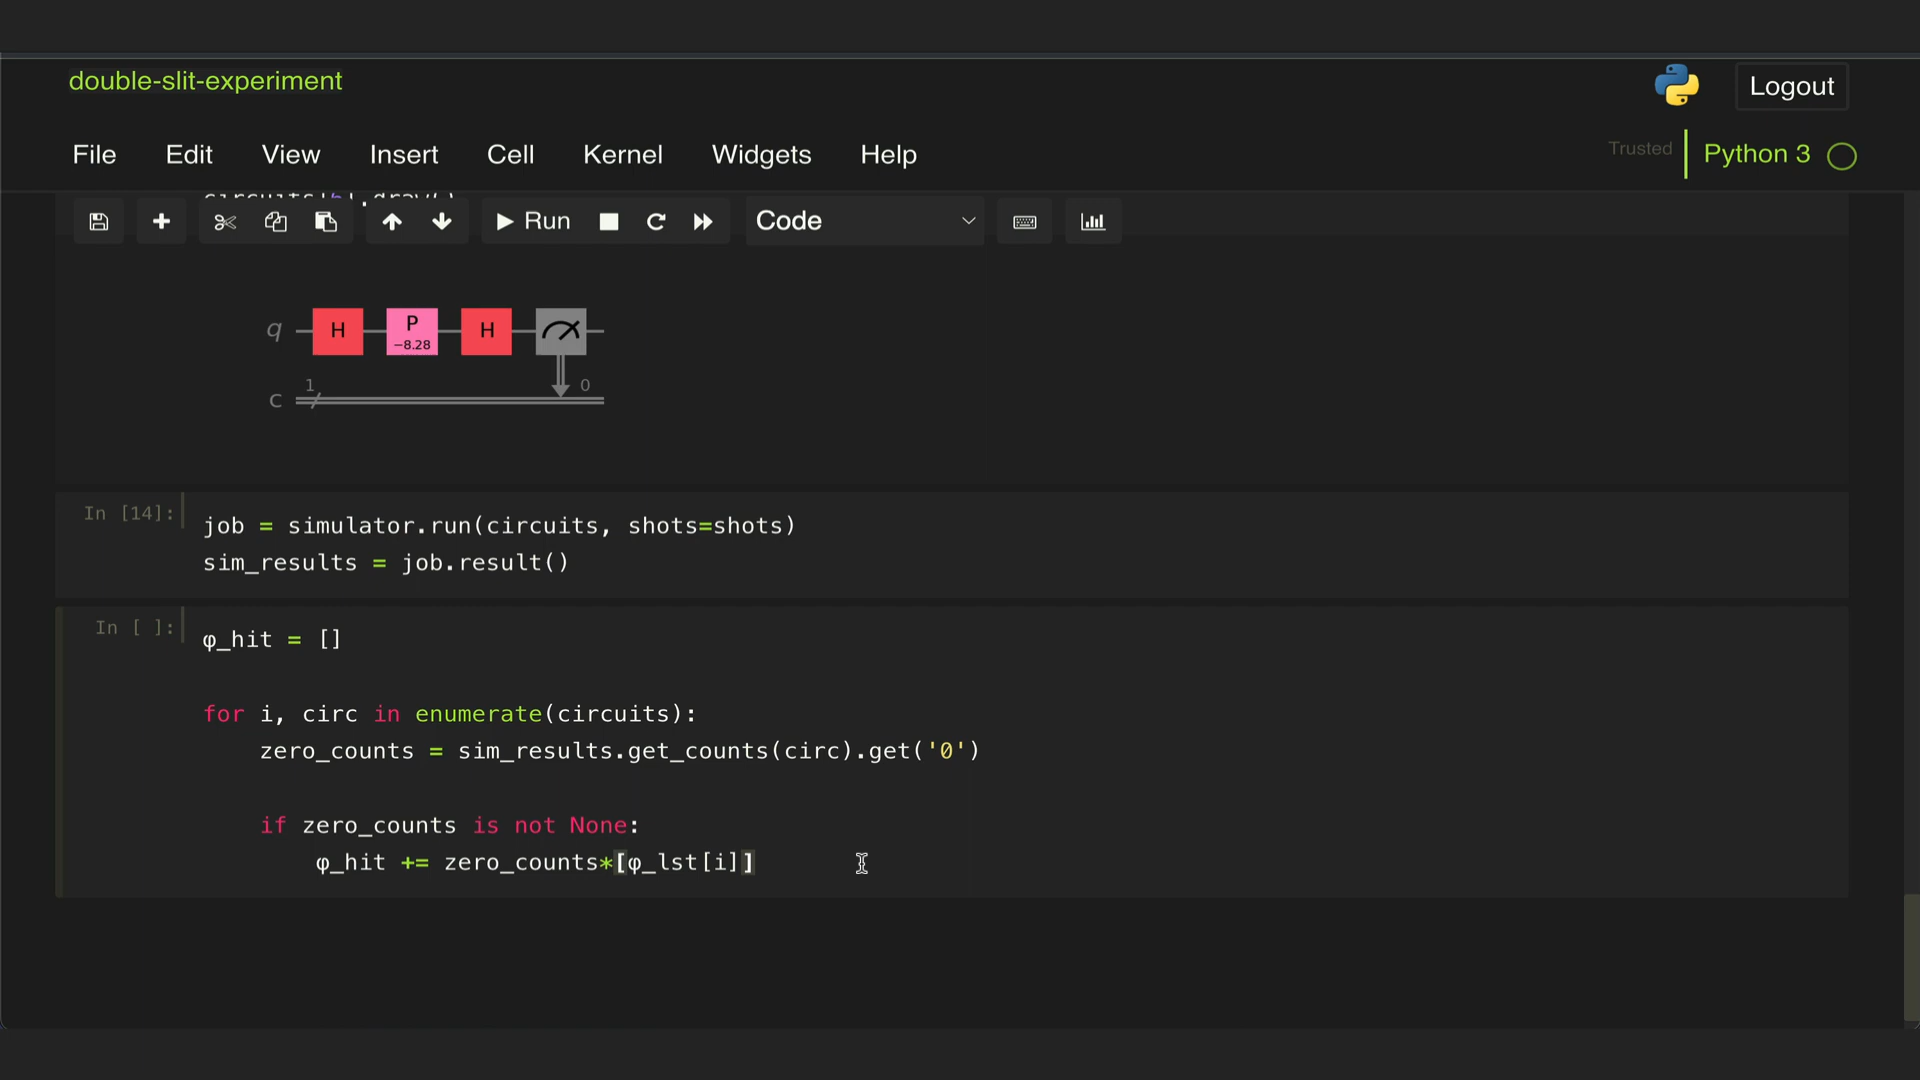 double-slit-experiment
Logout
File Edit View Insert Cell Kernel Widgets Help
Trusted
Python 3
Run
Code
q H P H
−8.28
1
0
c
In [14]:
job = simulator.run(circuits, shots=shots)
sim_results = job.result()
In [ ]:
φ_hit = []
for i, circ in enumerate(circuits):
zero_counts = sim_results.get_counts(circ).get('0')
if zero_counts is not None:
φ_hit += zero_counts*[φ_lst[i]]